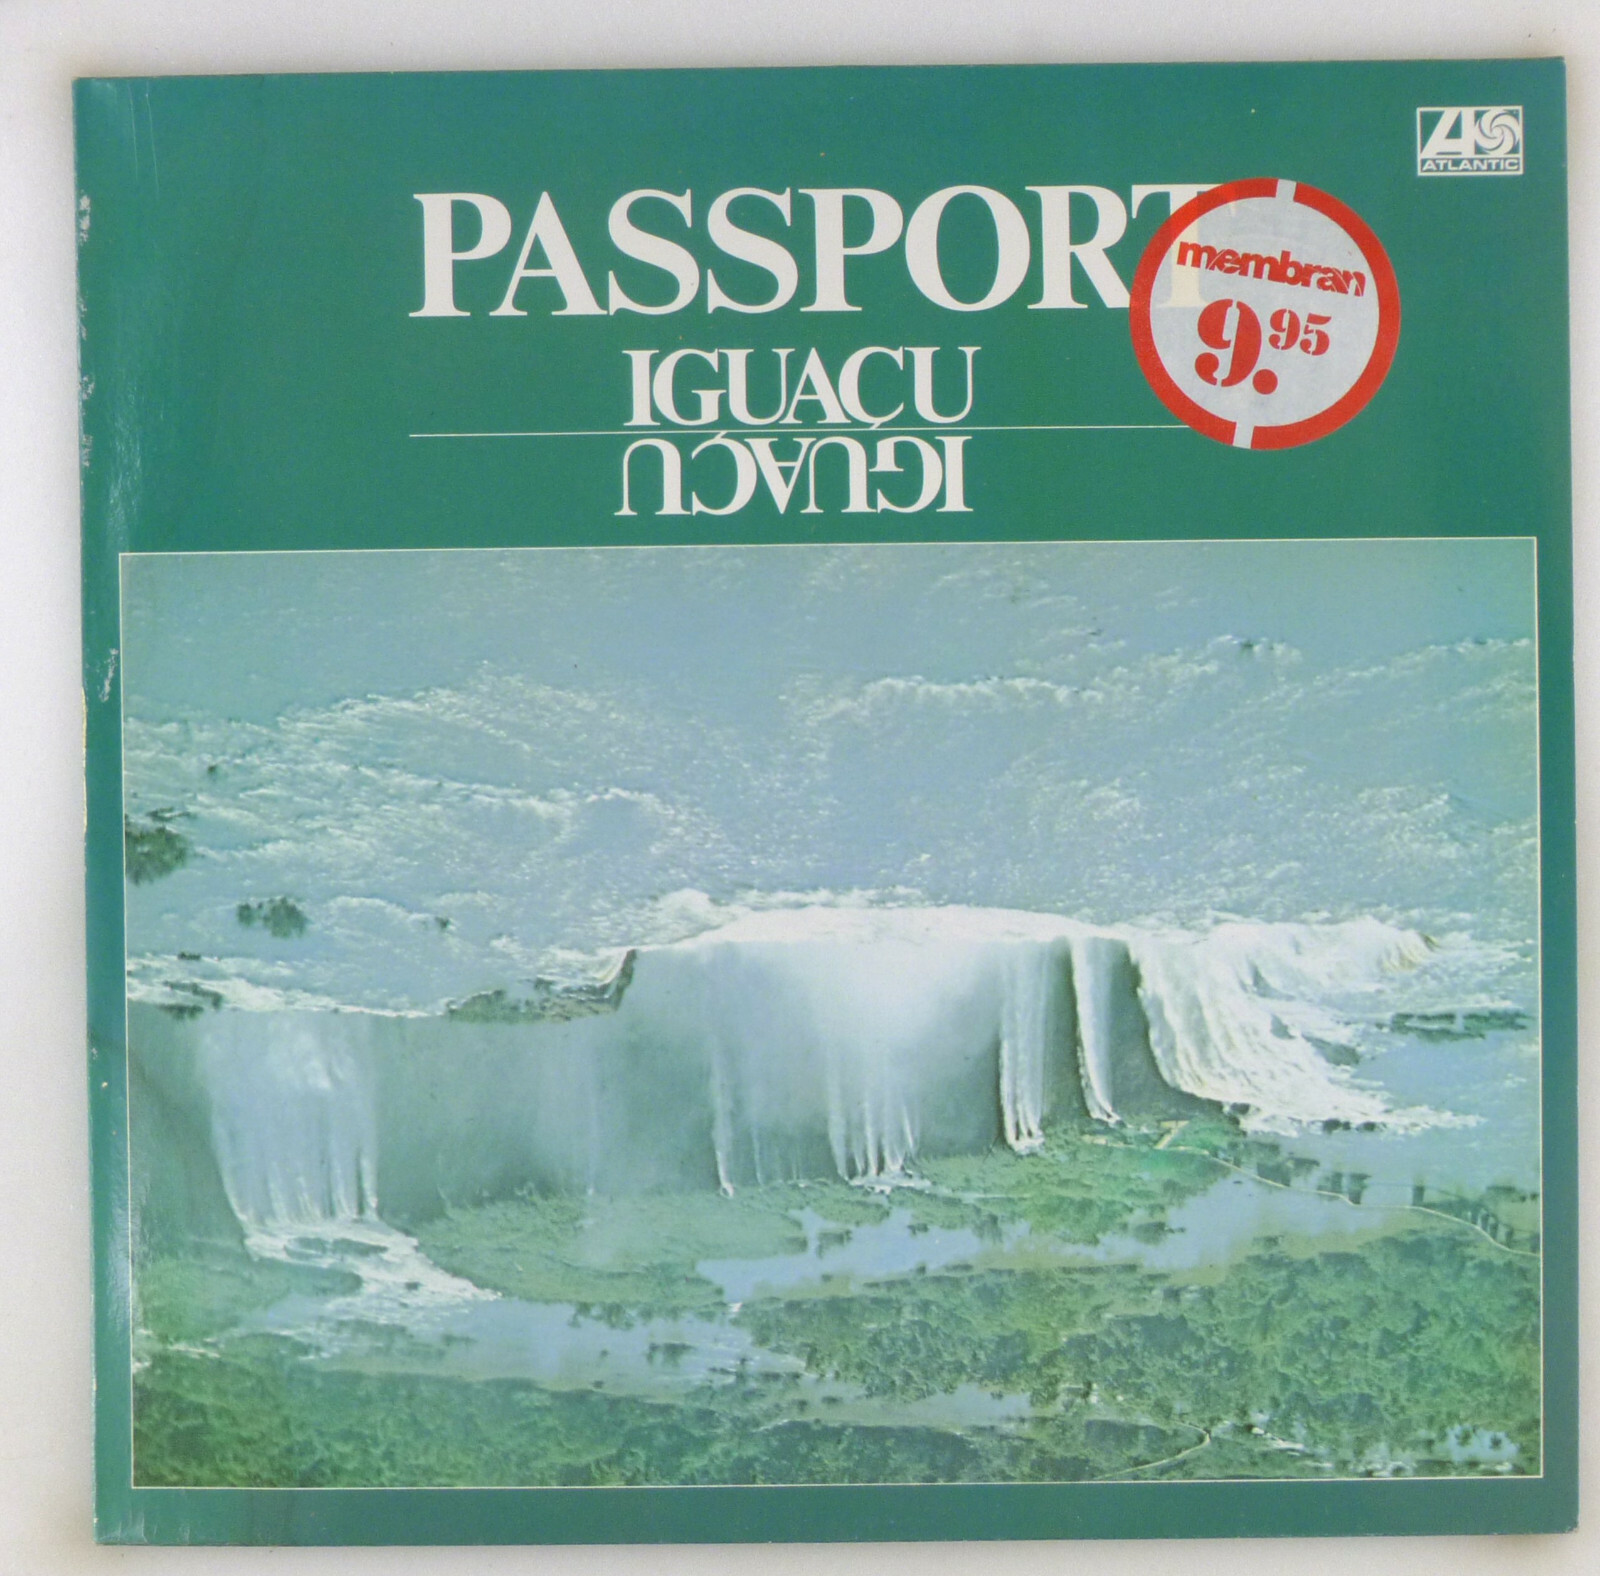 ATLANTIC
PASSPORT
membran
9.95
IGUAÇU
IGUAÇU